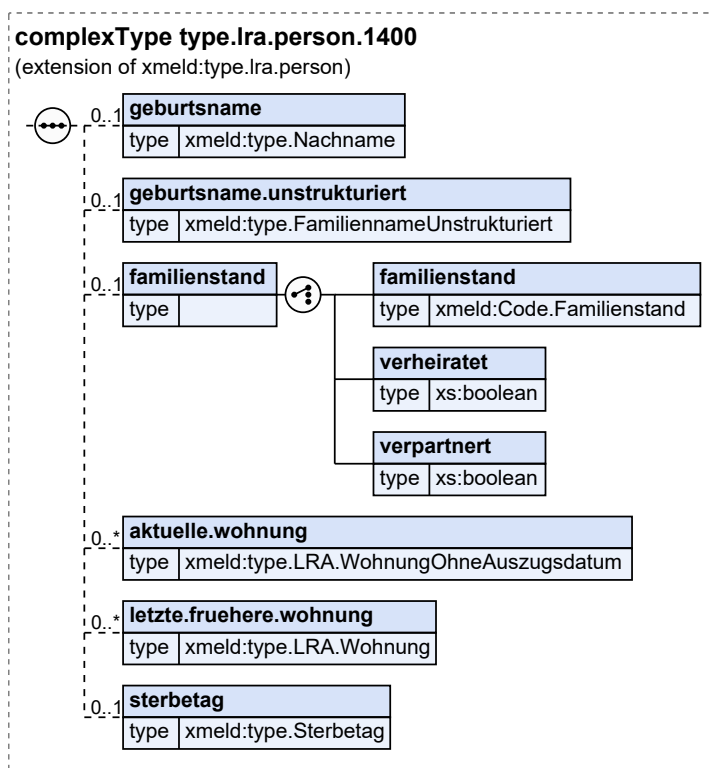 complexType type.lra.person.1400
(extension of xmeld:type.lra.person)
0..1 geburtsname
type xmeld:type.Nachname
0..1 geburtsname.unstrukturiert
type xmeld:type.FamiliennameUnstrukturiert
0..1 familienstand familienstand
type type xmeld:Code.Familienstand
verheiratet
type xs:boolean
verpartnert
type xs:boolean
0..* aktuelle.wohnung
type xmeld:type.LRA.WohnungOhneAuszugsdatum
0..* letzte.fruehere.wohnung
type xmeld:type.LRA.Wohnung
0..1 sterbetag
type xmeld:type.Sterbetag